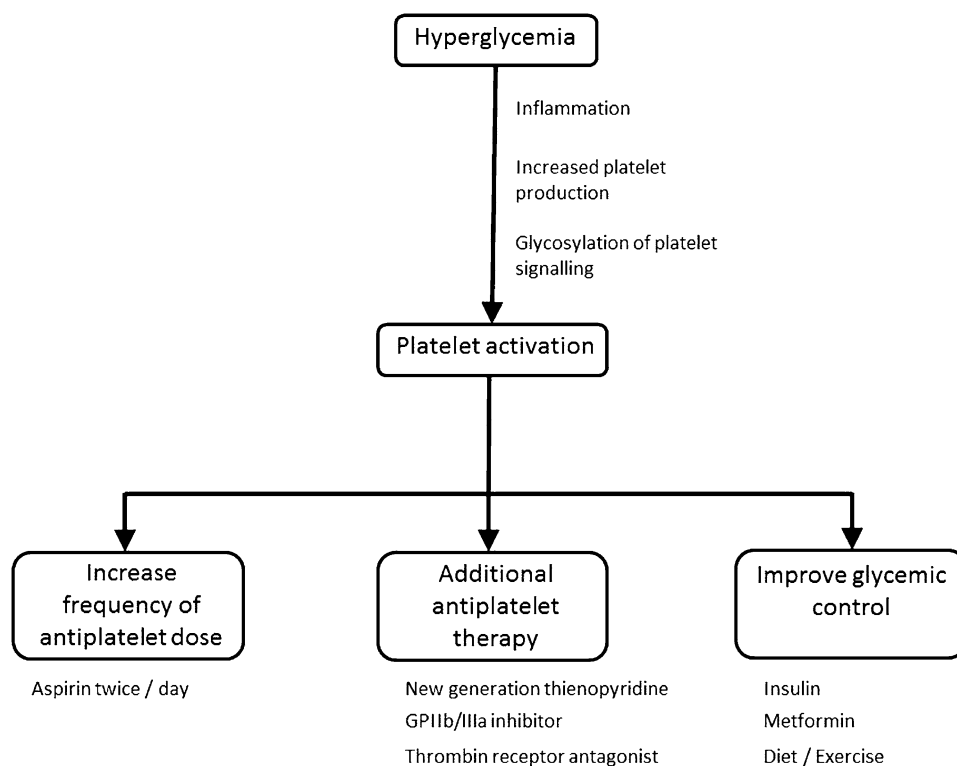 Hyperglycemia
Inflammation
Increased platelet
production
Glycosylation of platelet
signalling
Platelet activation
Increase
frequency of
antiplatelet dose
Aspirin twice / day
Additional
antiplatelet
therapy
New generation thienopyridine
GPIIb/IIIa inhibitor
Thrombin receptor antagonist
Improve glycemic
control
Insulin
Metformin
Diet / Exercise